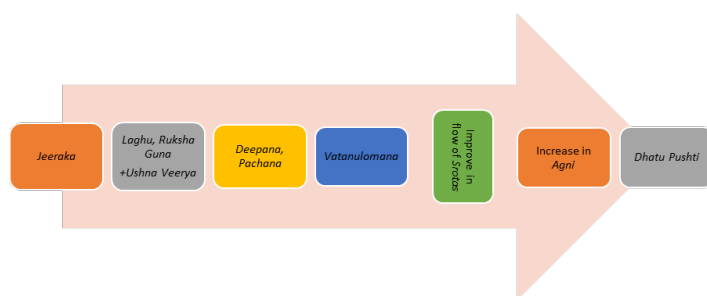 Jeeraka
Laghu, Ruksha
Guna
+Ushna Veerya
Deepana,
Pachana
Vatanulomana
Improve in
flow of Srotas
Increase in
Agni
Dhatu Pushti